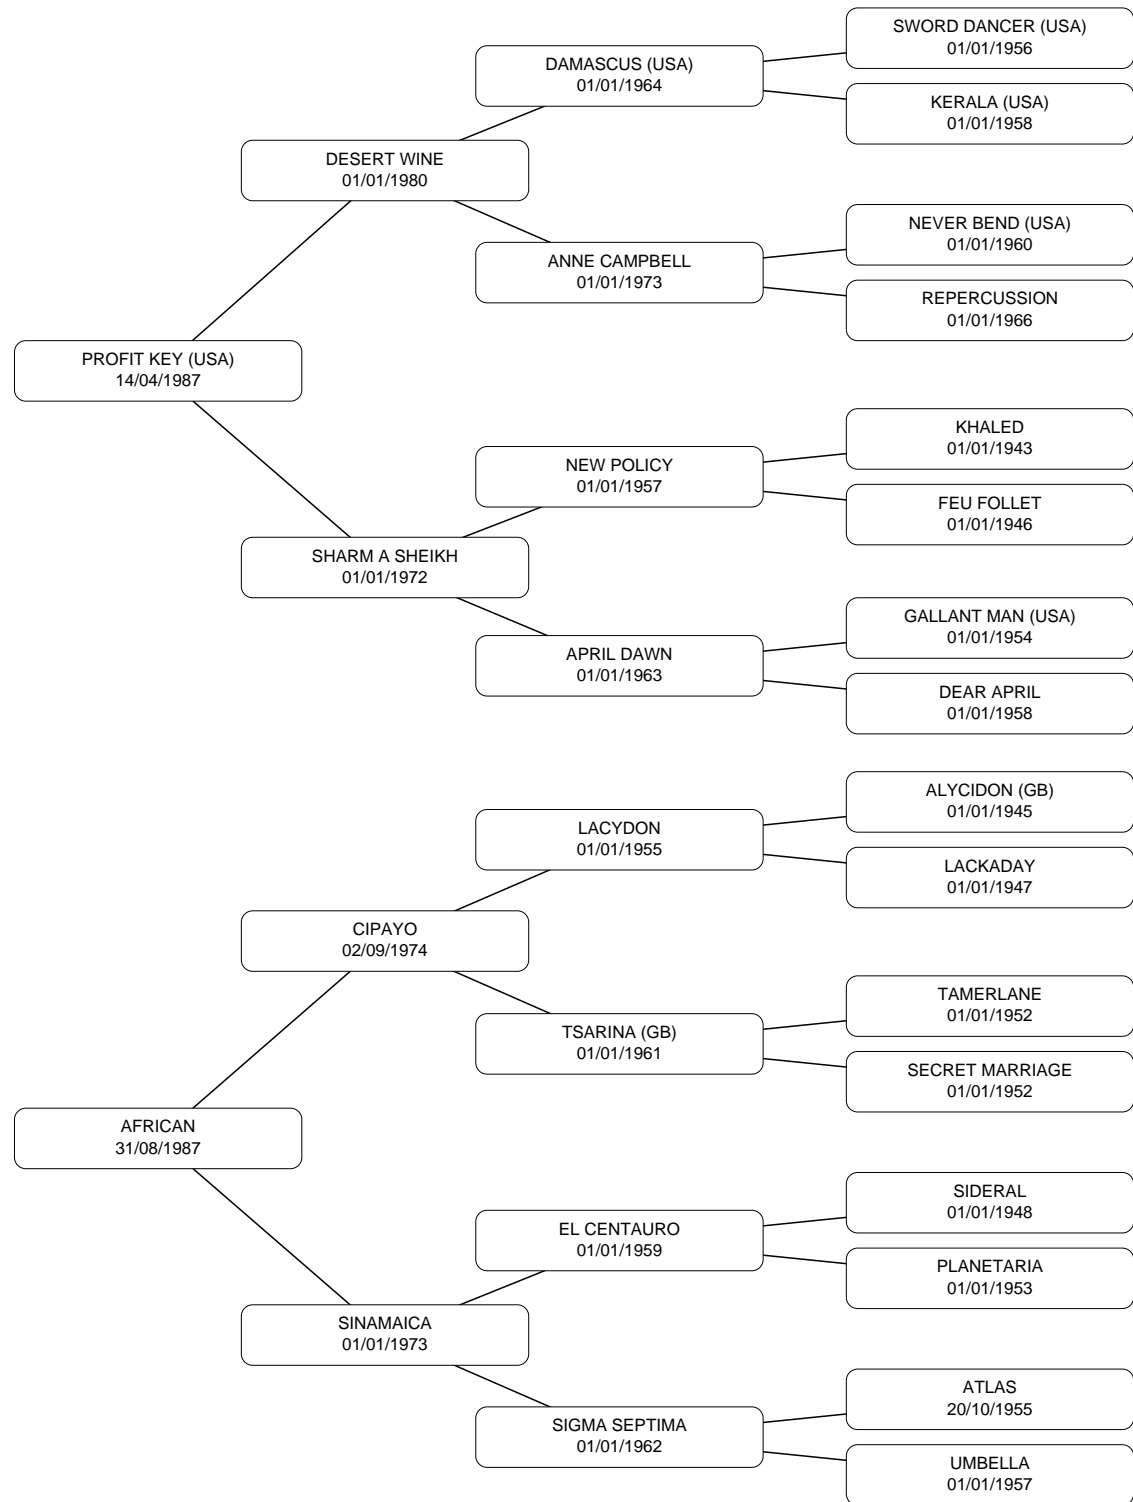 SWORD DANCER (USA)
01/01/1956
DAMASCUS (USA)
01/01/1964
KERALA (USA)
01/01/1958
DESERT WINE
01/01/1980
NEVER BEND (USA)
01/01/1960
ANNE CAMPBELL
01/01/1973
REPERCUSSION
01/01/1966
PROFIT KEY (USA)
14/04/1987
KHALED
01/01/1943
NEW POLICY
01/01/1957
FEU FOLLET
01/01/1946
SHARM A SHEIKH
01/01/1972
GALLANT MAN (USA)
01/01/1954
APRIL DAWN
01/01/1963
DEAR APRIL
01/01/1958
ALYCIDON (GB)
01/01/1945
LACYDON
01/01/1955
LACKADAY
01/01/1947
CIPAYO
02/09/1974
TAMERLANE
01/01/1952
TSARINA (GB)
01/01/1961
SECRET MARRIAGE
01/01/1952
AFRICAN
31/08/1987
SIDERAL
01/01/1948
EL CENTAURO
01/01/1959
PLANETARIA
01/01/1953
SINAMAICA
01/01/1973
ATLAS
20/10/1955
SIGMA SEPTIMA
01/01/1962
UMBELLA
01/01/1957